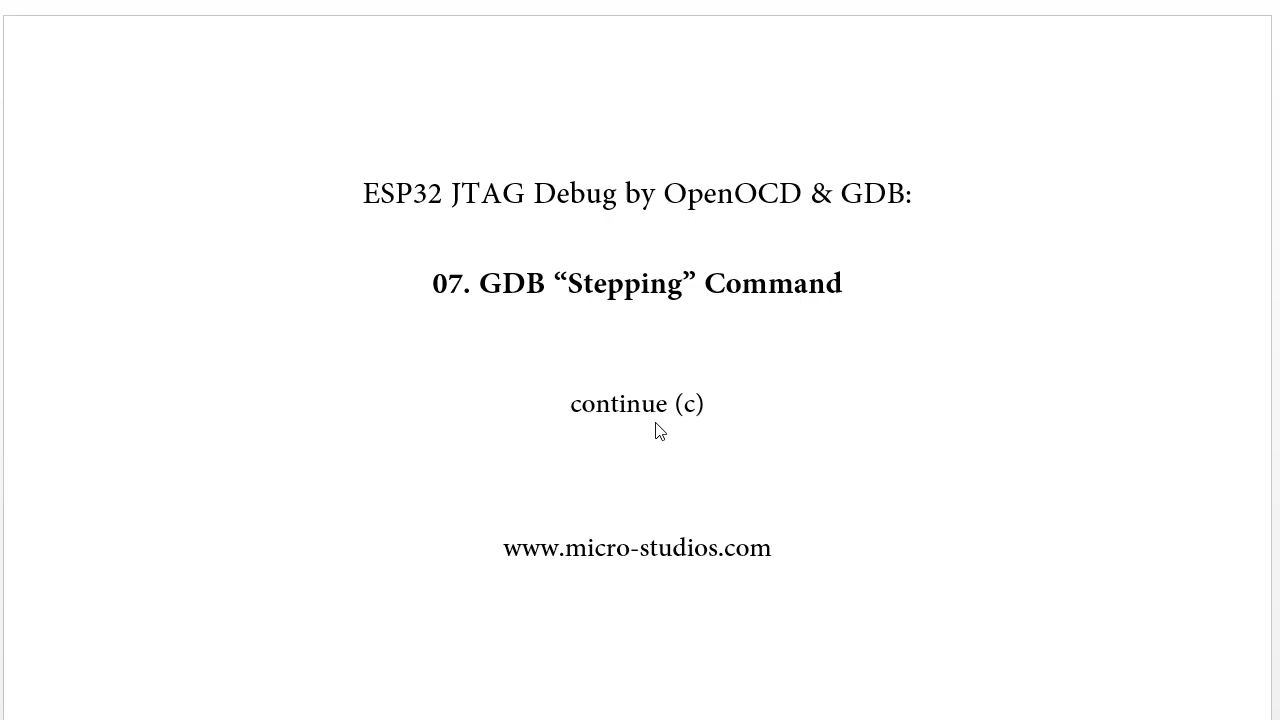 ESP32 JTAG Debug by OpenOCD & GDB:
07. GDB “Stepping” Command
continue (c)
www.micro-studios.com